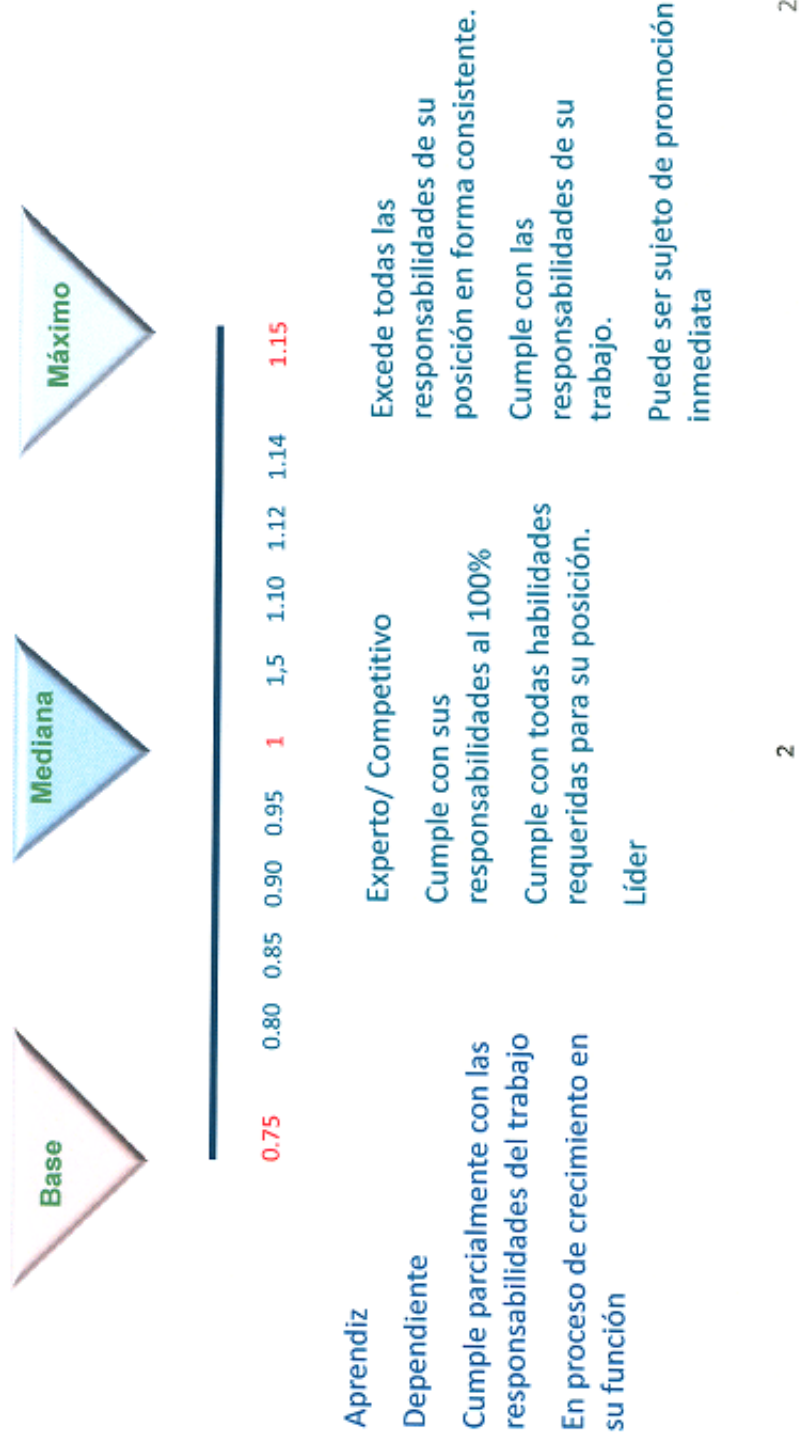 Base
Mediana
Máximo
0.75 0.80 0.85 0.90 0.95 1 1,5 1.10 1.12 1.14 1.15
Aprendiz
Dependiente
Cumple parcialmente con las
responsabilidades del trabajo
En proceso de crecimiento en
su función
Experto/ Competitivo
Cumple con sus
responsabilidades al 100%
Cumple con todas habilidades
requeridas para su posición.
Líder
Excede todas las
responsabilidades de su
posición en forma consistente.
Cumple con las
responsabilidades de su
trabajo.
Puede ser sujeto de promoción
inmediata
2
2